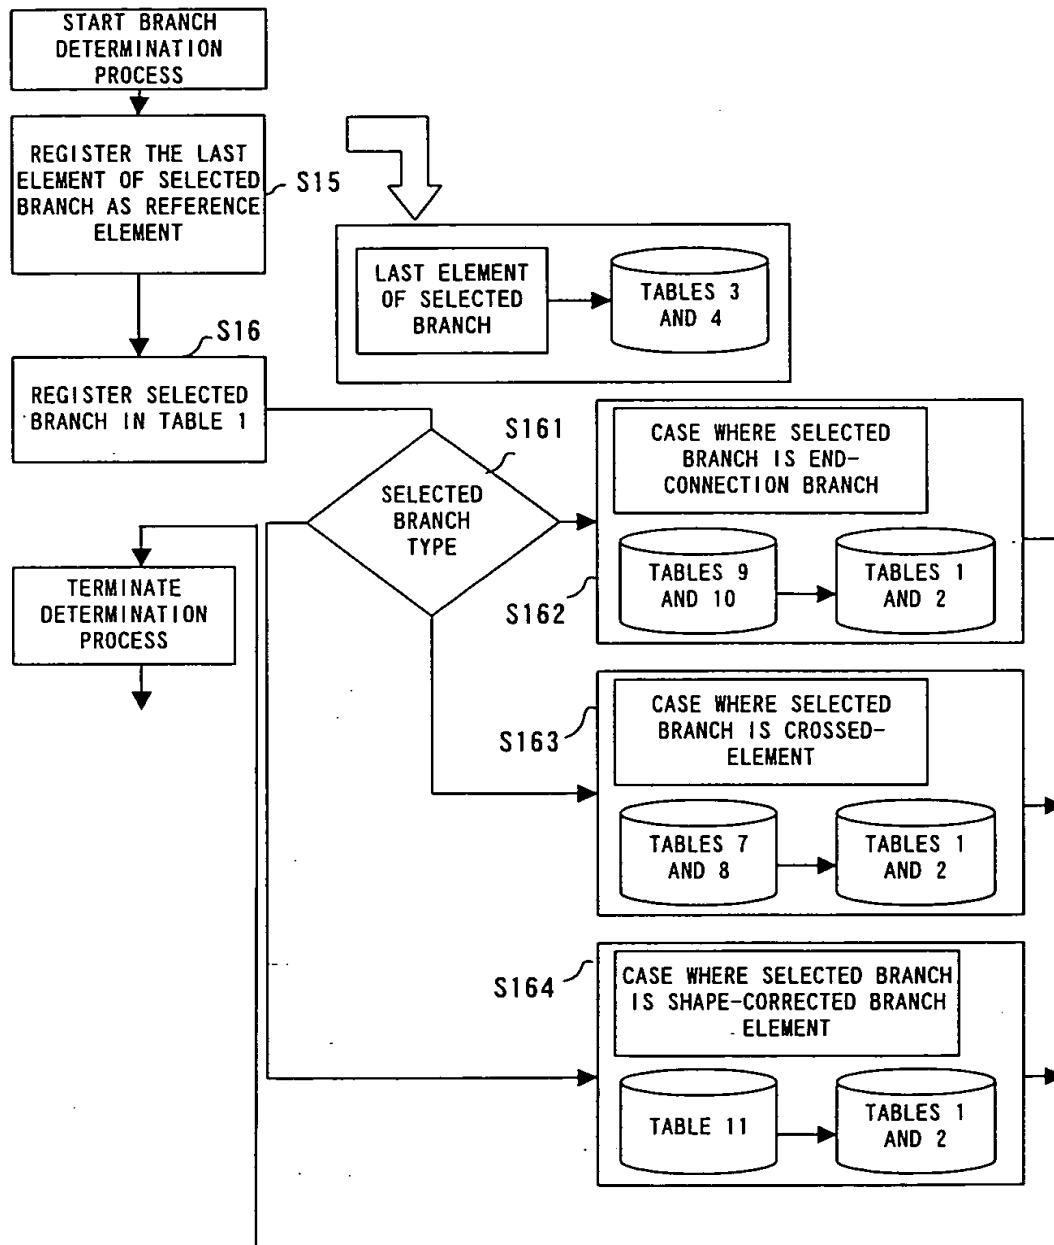 START BRANCH
DETERMINATION
PROCESS
REGISTER THE LAST
ELEMENT OF SELECTED
BRANCH AS REFERENCE
ELEMENT
S15
LAST ELEMENT
OF SELECTED
BRANCH
TABLES 3
AND 4
S16
REGISTER SELECTED
BRANCH IN TABLE 1
S161
SELECTED
BRANCH
TYPE
CASE WHERE SELECTED
BRANCH IS END-
CONNECTION BRANCH
TABLES 9
AND 10
TABLES 1
AND 2
S162
TERMINATE
DETERMINATION
PROCESS
CASE WHERE SELECTED
BRANCH IS CROSSED-
ELEMENT
S163
TABLES 7
AND 8
TABLES 1
AND 2
S164
CASE WHERE SELECTED BRANCH
IS SHAPE-CORRECTED BRANCH
ELEMENT
TABLE 11
TABLES 1
AND 2